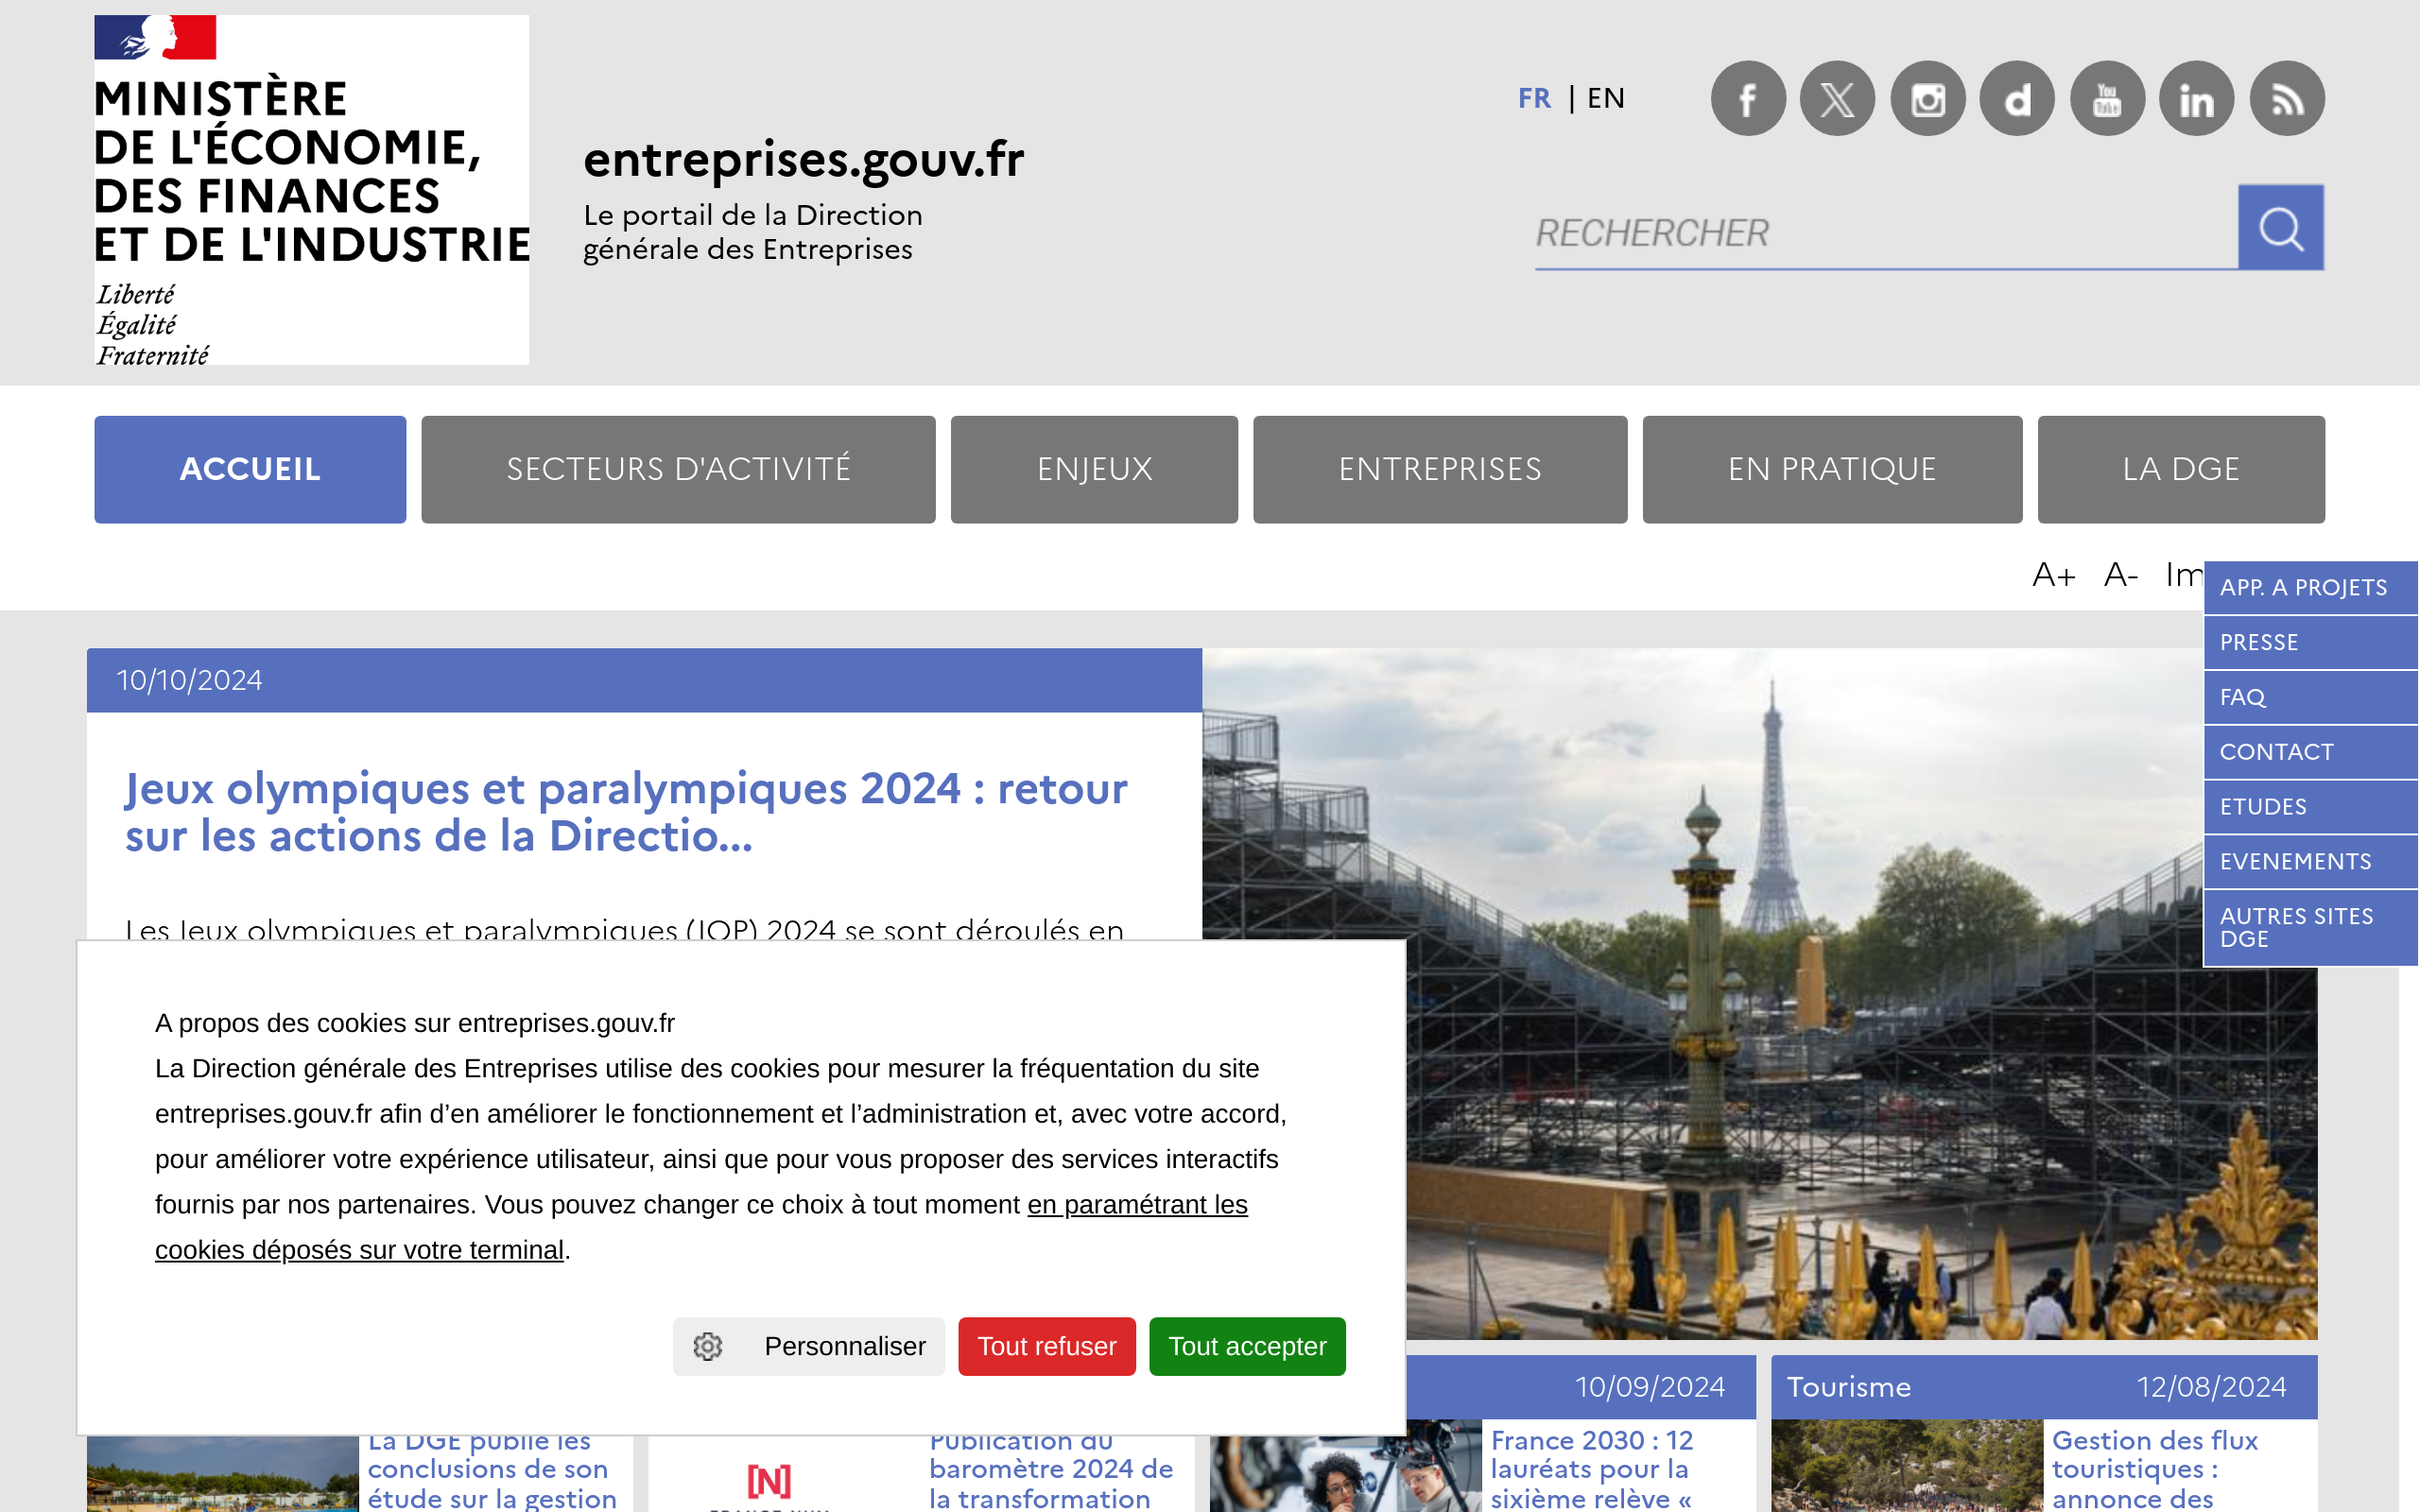 MINISTÈRE
DE L'ÉCONOMIE,
DES FINANCES
ET DE L'INDUSTRIE
Liberté
Égalité
Fraternité
entreprises.gouv.fr
Le portail de la Direction
générale des Entreprises
FR | EN
RECHERCHER
ACCUEIL
SECTEURS D'ACTIVITÉ
ENJEUX
ENTREPRISES
EN PRATIQUE
LA DGE
A+ A-
APP. A PROJETS
PRESSE
FAQ
CONTACT
ETUDES
EVENEMENTS
AUTRES SITES
DGE
10/10/2024
Jeux olympiques et paralympiques 2024 : retour
sur les actions de la Directio...
Les Jeux olympiques et paralympiques (JOP) 2024 se sont déroulés en
A propos des cookies sur entreprises.gouv.fr
La Direction générale des Entreprises utilise des cookies pour mesurer la fréquentation du site
entreprises.gouv.fr afin d’en améliorer le fonctionnement et l’administration et, avec votre accord,
pour améliorer votre expérience utilisateur, ainsi que pour vous proposer des services interactifs
fournis par nos partenaires. Vous pouvez changer ce choix à tout moment en paramétrant les
cookies déposés sur votre terminal.
Personnaliser
Tout refuser
Tout accepter
10/09/2024
Tourisme 12/08/2024
La DGE publie les
conclusions de son
étude sur la gestion
[N]
Publication du
baromètre 2024 de
la transformation
France 2030 : 12
lauréats pour la
sixième relève «
Gestion des flux
touristiques :
annonce des